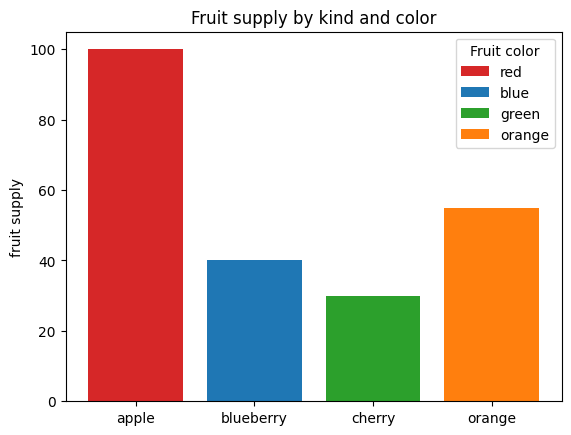 Fruit supply by kind and color
fruit supply
100
80
60
40
20
0
Fruit color
red
blue
green
orange
apple blueberry cherry orange